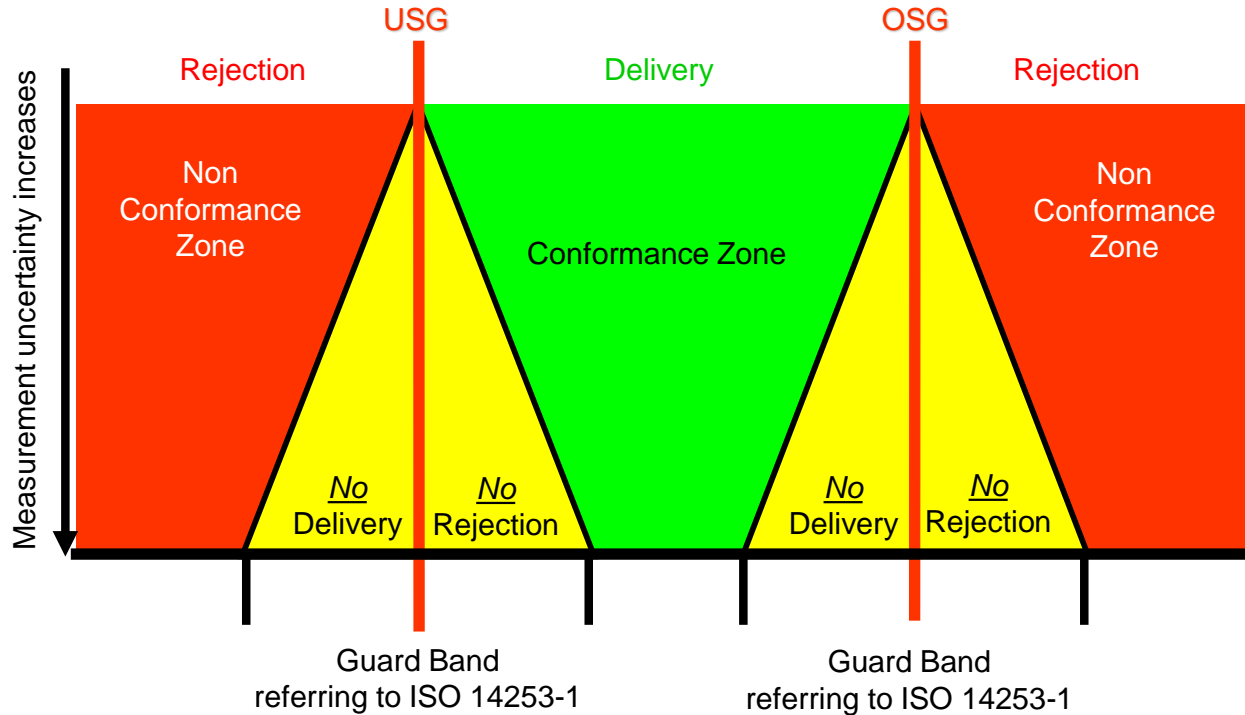 USG
OSG
Rejection
Delivery
Rejection
Measurement uncertainty increases
Non
Conformance
Zone
Conformance Zone
Non
Conformance
Zone
No
Delivery
No
Rejection
No
Delivery
No
Rejection
Guard Band
referring to ISO 14253-1
Guard Band
referring to ISO 14253-1